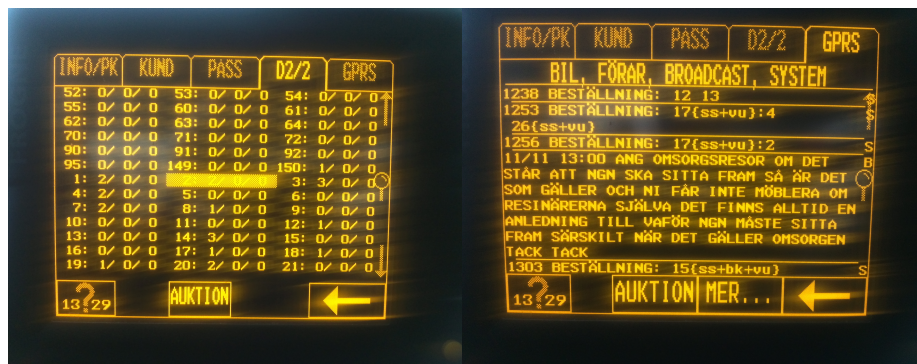 INFO/PK KUND PASS D2/2 GPRS
52: 0/ 0/ 0 53: 0/ 0/ 0 54: 0/ 0/ 0
55: 0/ 0/ 0 60: 0/ 0/ 0 61: 0/ 0/ 0
62: 0/ 0/ 0 63: 0/ 0/ 0 64: 0/ 0/ 0
70: 0/ 0/ 0 71: 0/ 0/ 0 72: 0/ 0/ 0
90: 0/ 0/ 0 91: 0/ 0/ 0 92: 0/ 0/ 0
95: 0/ 0/ 0 149: 0/ 0/ 0 150: 1/ 0/ 0
1: 2/ 0/ 0 3: 3/ 0/ 0
4: 2/ 0/ 0 5: 0/ 0/ 0 6: 0/ 0/ 0
7: 2/ 0/ 0 8: 1/ 0/ 0 9: 0/ 0/ 0
10: 0/ 0/ 0 11: 0/ 0/ 0 12: 1/ 0/ 0
13: 0/ 0/ 0 14: 3/ 0/ 0 15: 0/ 0/ 0
16: 0/ 0/ 0 17: 1/ 0/ 0 18: 1/ 0/ 0
19: 1/ 0/ 0 20: 2/ 0/ 0 21: 0/ 0/ 0
13?29 AUKTION
INFO/PK KUND PASS D2/2 GPRS
BIL, FÖRAR, BROADCAST, SYSTEM
1238 BESTÄLLNING: 12 13 S
1253 BESTÄLLNING: 17{ss+vu}:4 S
26{ss+vu}
1256 BESTÄLLNING: 17{ss+vu}:2 S
11/11 13:00 ANG OMSORGSRESOR OM DET B
STÅR ATT NGN SKA SITTA FRAM SÅ ÄR DET
SOM GÄLLER OCH NI FÅR INTE MÖBLERA OM
RESINÄRERNA SJÄLVA DET FINNS ALLTID EN
ANLEDNING TILL VAFÖR NGN MÅSTE SITTA
FRAM SÄRSKILT NÄR DET GÄLLER OMSORGEN
TACK TACK
1303 BESTÄLLNING: 15{ss+bk+vu} S
13?29 AUKTION MER...